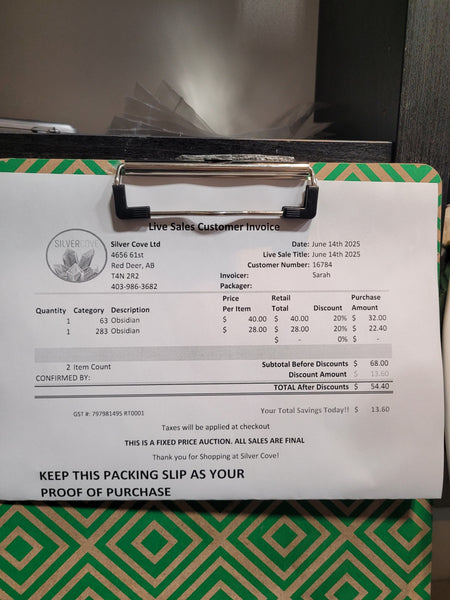 Live Sales Customer Invoice
SILVERCOVE
Silver Cove Ltd Date: June 14th 2025
4656 61st Live Sale Title: June 14th 2025
Red Deer, AB Customer Number: 16784
T4N 2R2 Invoicer: Sarah
403-986-3682 Packager:
Price Retail Purchase
Quantity Category Description Per Item Total Discount Amount
1 63 Obsidian $ 40.00 $ 40.00 20% $ 32.00
1 283 Obsidian $ 28.00 $ 28.00 20% $ 22.40
$ - 0% $ -
2 Item Count Subtotal Before Discounts $ 68.00
CONFIRMED BY: Discount Amount $ 13.60
TOTAL After Discounts $ 54.40
GST #: 797981495 RT0001 Your Total Savings Today!! $ 13.60
Taxes will be applied at checkout
THIS IS A FIXED PRICE AUCTION. ALL SALES ARE FINAL
Thank you for Shopping at Silver Cove!
KEEP THIS PACKING SLIP AS YOUR
PROOF OF PURCHASE